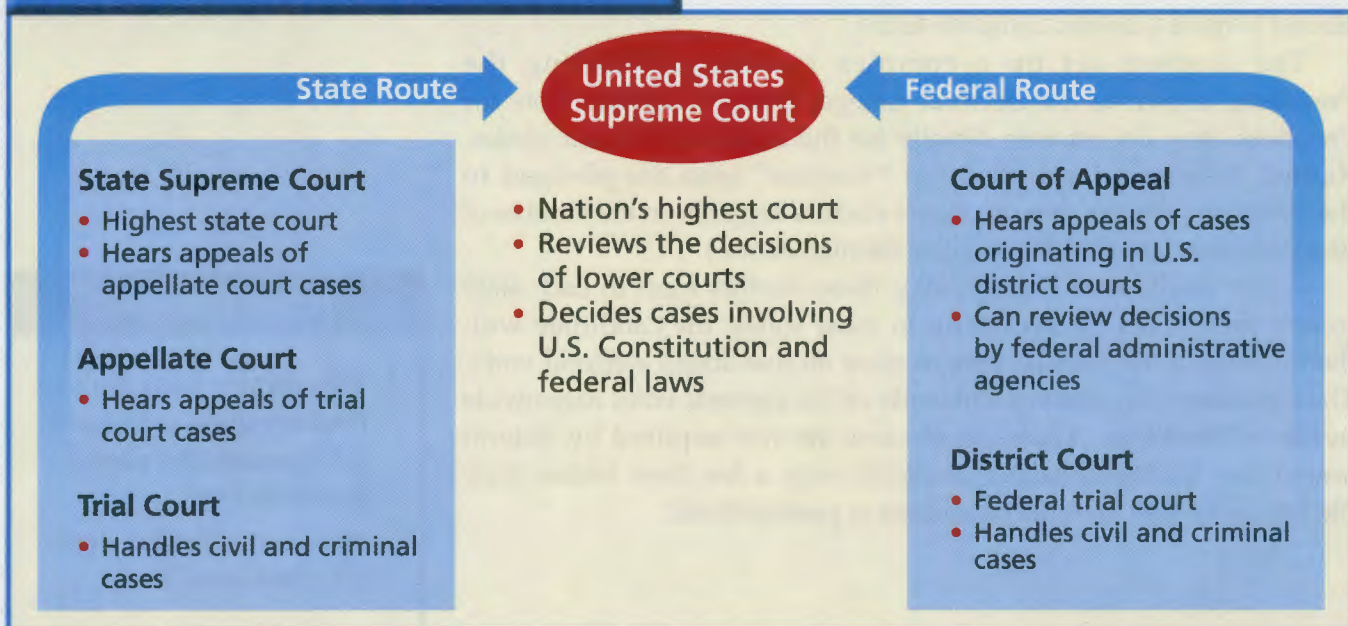 State Route
United States
Supreme Court
Federal Route
State Supreme Court
• Highest state court
• Hears appeals of
appellate court cases
Appellate Court
• Hears appeals of trial
court cases
Trial Court
• Handles civil and criminal
cases
• Nation's highest court
• Reviews the decisions
of lower courts
• Decides cases involving
U.S. Constitution and
federal laws
Court of Appeal
• Hears appeals of cases
originating in U.S.
district courts
• Can review decisions
by federal administrative
agencies
District Court
• Federal trial court
• Handles civil and criminal
cases